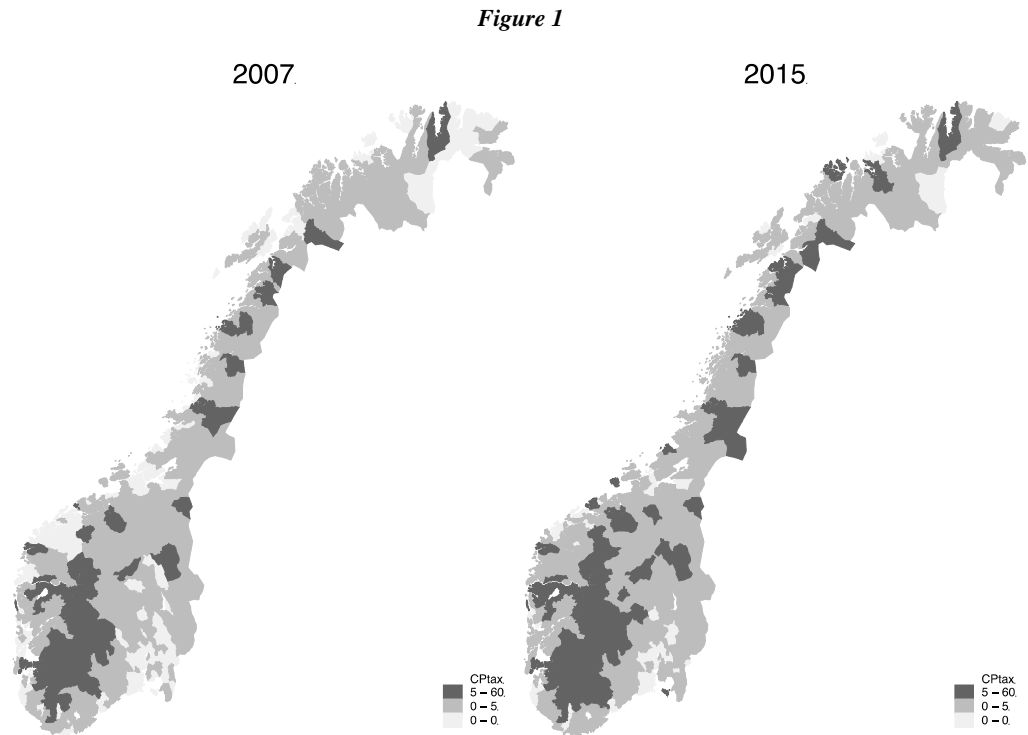 Figure 1
2007.
2015.
CPtax.
5 – 60.
0 – 5.
0 – 0.
CPtax.
5 – 60.
0 – 5.
0 – 0.